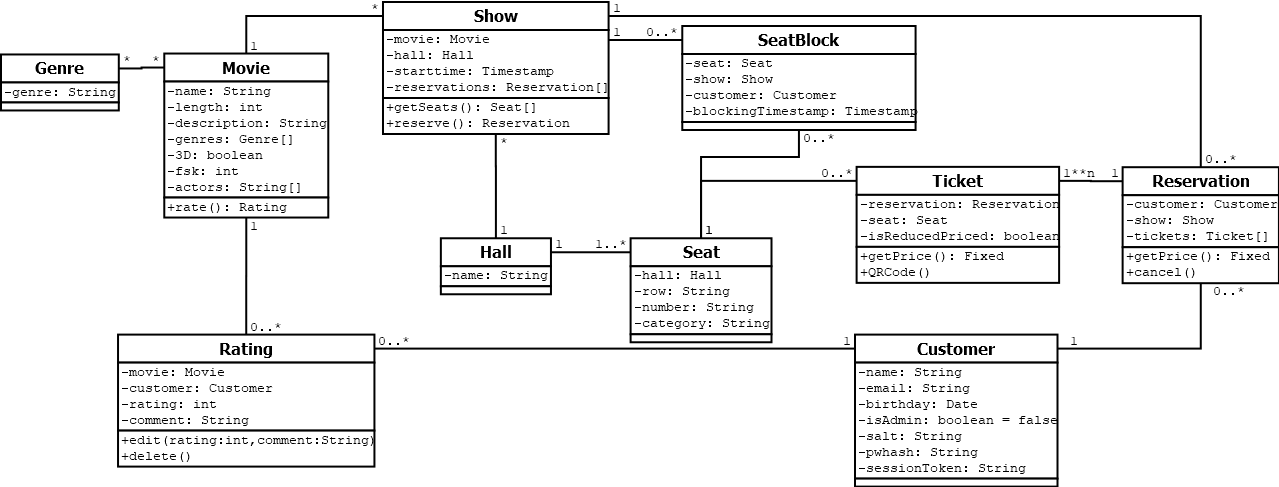 Genre
-genre: String
*
*
Movie
-name: String
-length: int
-description: String
-genres: Genre[]
-3D: boolean
-fsk: int
-actors: String[]
+rate(): Rating
1
*
Show
-movie: Movie
-hall: Hall
-starttime: Timestamp
-reservations: Reservation[]
+getSeats(): Seat[]
+reserve(): Reservation
1
1
0..*
SeatBlock
-seat: Seat
-show: Show
-customer: Customer
-blockingTimestamp: Timestamp
0..*
0..*
Ticket
-reservation: Reservation
-seat: Seat
-isReducedPriced: boolean
+getPrice(): Fixed
+QRCode()
1**n
1
0..*
Reservation
-customer: Customer
-show: Show
-tickets: Ticket[]
+getPrice(): Fixed
+cancel()
0..*
*
1
Hall
-name: String
1
1..*
1
Seat
-hall: Hall
-row: String
-number: String
-category: String
1
0..*
Rating
-movie: Movie
-customer: Customer
-rating: int
-comment: String
+edit(rating:int,comment:String)
+delete()
0..*
1
Customer
-name: String
-email: String
-birthday: Date
-isAdmin: boolean = false
-salt: String
-pwhash: String
-sessionToken: String
1